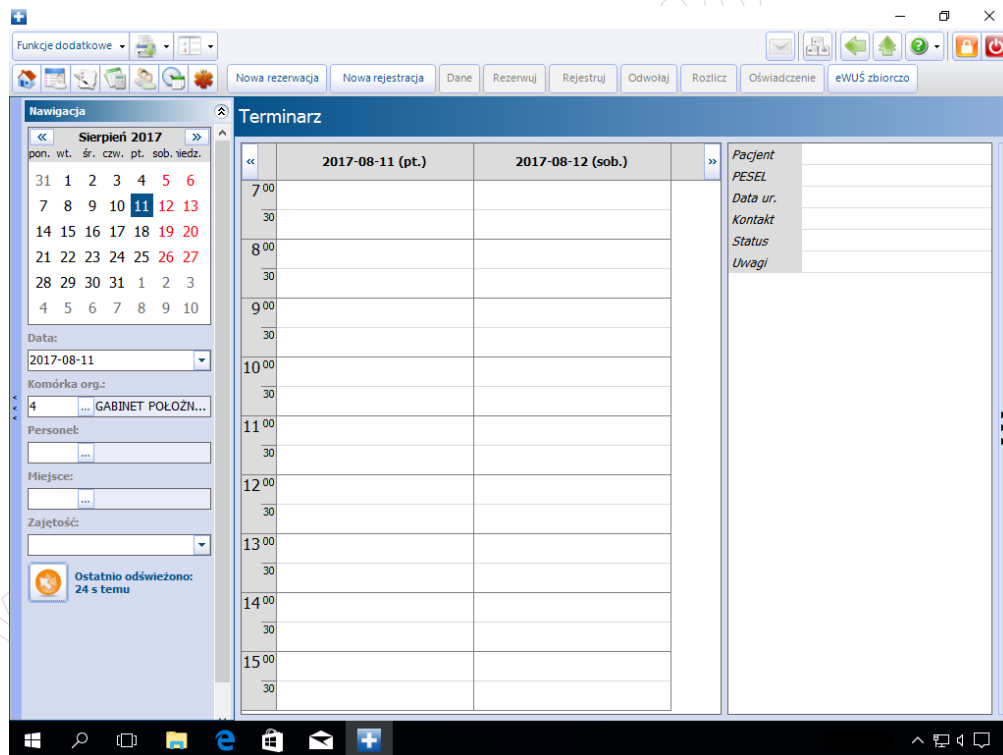 Funkcje dodatkowe
Nowa rezerwacja Nowa rejestracja Dane Rezerwuj Rejestruj Odwołaj Rozlicz Oświadczenie eWUŚ zbiorczo
Nawigacja
Terminarz
« Sierpień 2017 »
pon. wt. śr. czw. pt. sob. niedz.
31 1 2 3 4 5 6
7 8 9 10 11 12 13
14 15 16 17 18 19 20
21 22 23 24 25 26 27
28 29 30 31 1 2 3
4 5 6 7 8 9 10
Data:
2017-08-11
Komórka org.:
4 ... GABINET POŁOŻN...
Personel:
...
Miejsce:
...
Zajętość:
Ostatnio odświeżono:
24 s temu
« 2017-08-11 (pt.) 2017-08-12 (sob.) »
7 00
30
8 00
30
9 00
30
10 00
30
11 00
30
12 00
30
13 00
30
14 00
30
15 00
30
Pacjent
PESEL
Data ur.
Kontakt
Status
Uwagi